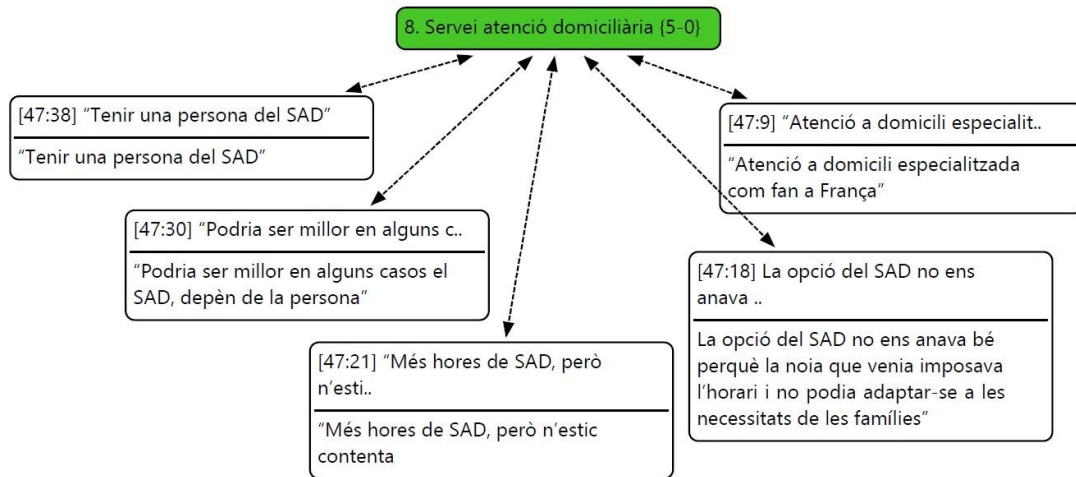 8. Servei atenció domiciliària {5-0}
[47:38] “Tenir una persona del SAD”
“Tenir una persona del SAD”
[47:9] “Atenció a domicili especialit..
“Atenció a domicili especialitzada
com fan a França”
[47:30] “Podria ser millor en alguns c..
“Podria ser millor en alguns casos el
SAD, depèn de la persona”
[47:18] La opció del SAD no ens
anava ..
La opció del SAD no ens anava bé
perquè la noia que venia imposava
l’horari i no podia adaptar-se a les
necessitats de les famílies”
[47:21] “Més hores de SAD, però
n’esti..
“Més hores de SAD, però n’estic
contenta